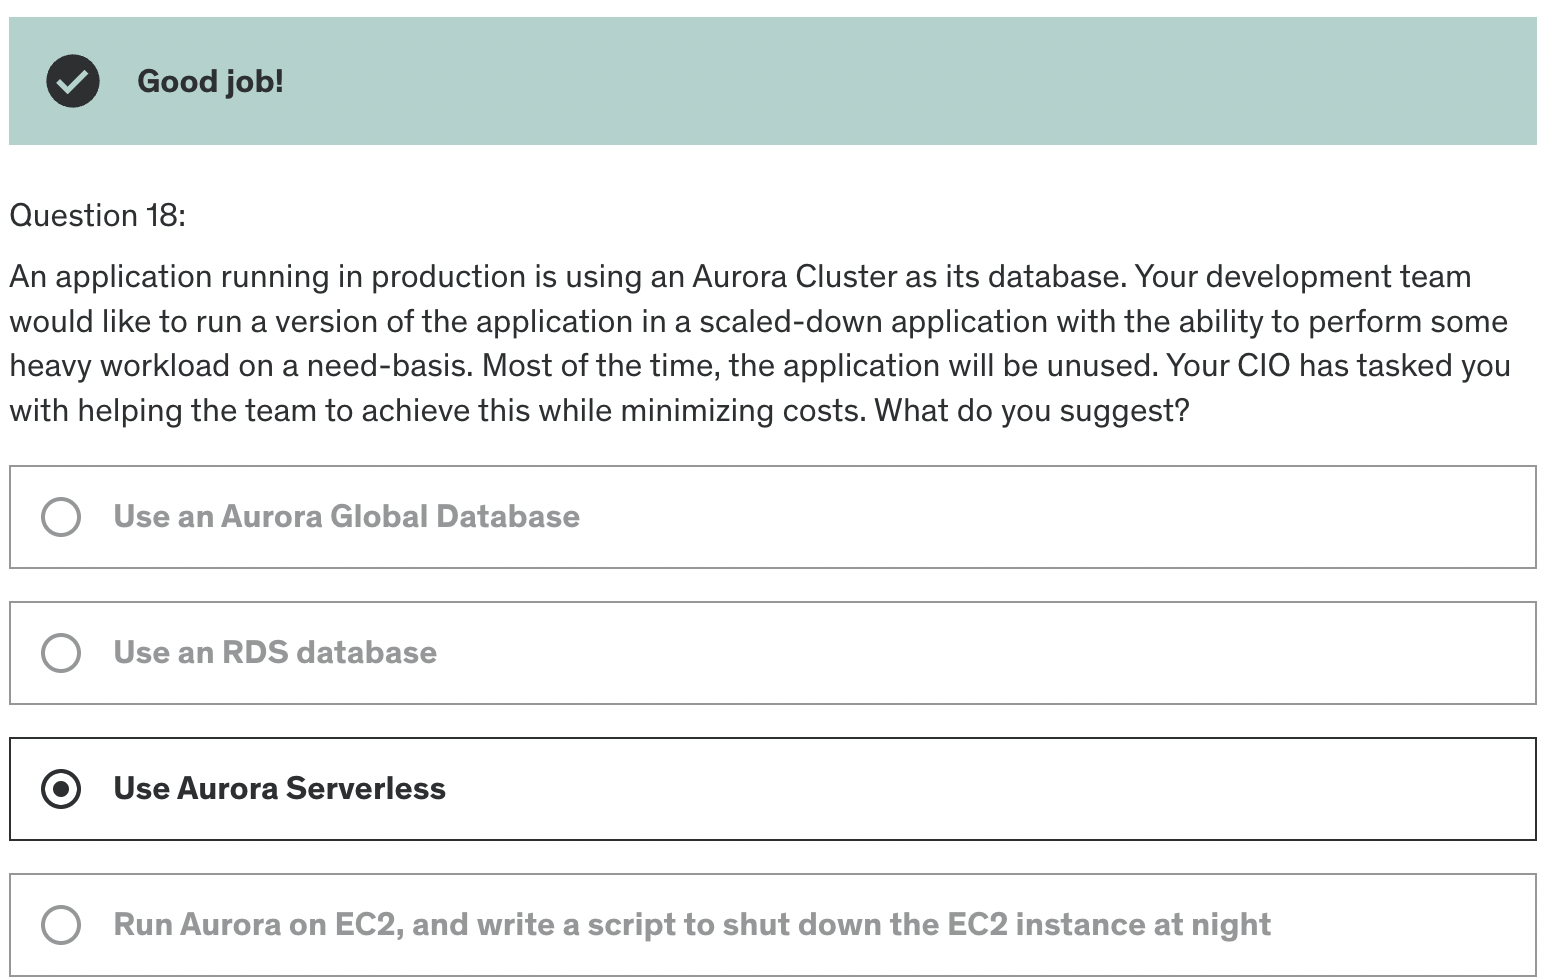 Good job!
Question 18:
An application running in production is using an Aurora Cluster as its database. Your development team
would like to run a version of the application in a scaled-down application with the ability to perform some
heavy workload on a need-basis. Most of the time, the application will be unused. Your CIO has tasked you
with helping the team to achieve this while minimizing costs. What do you suggest?
Use an Aurora Global Database
Use an RDS database
Use Aurora Serverless
Run Aurora on EC2, and write a script to shut down the EC2 instance at night